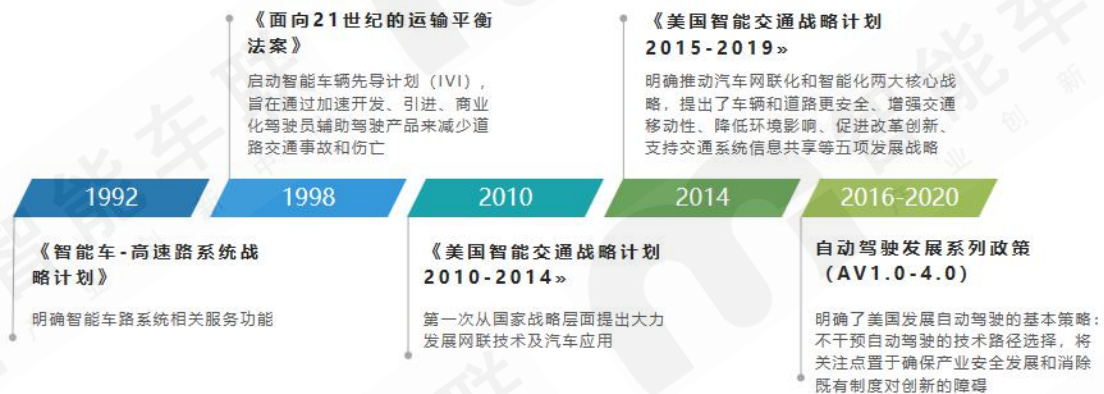 《面向21世纪的运输平衡
法案》
启动智能车辆先导计划（IVI），
旨在通过加速开发、引进、商业
化驾驶员辅助驾驶产品来减少道
路交通事故和伤亡
《美国智能交通战略计划
2015-2019»
明确推动汽车网联化和智能化两大核心战
略，提出了车辆和道路更安全、增强交通
移动性、降低环境影响、促进改革创新、
支持交通系统信息共享等五项发展战略
1992
1998
2010
2014
2016-2020
《智能车-高速路系统战
略计划》
明确智能车路系统相关服务功能
《美国智能交通战略计划
2010-2014»
第一次从国家战略层面提出大力
发展网联技术及汽车应用
自动驾驶发展系列政策
（AV1.0-4.0）
明确了美国发展自动驾驶的基本策略：
不干预自动驾驶的技术路径选择，将
关注点置于确保产业安全发展和消除
既有制度对创新的障碍